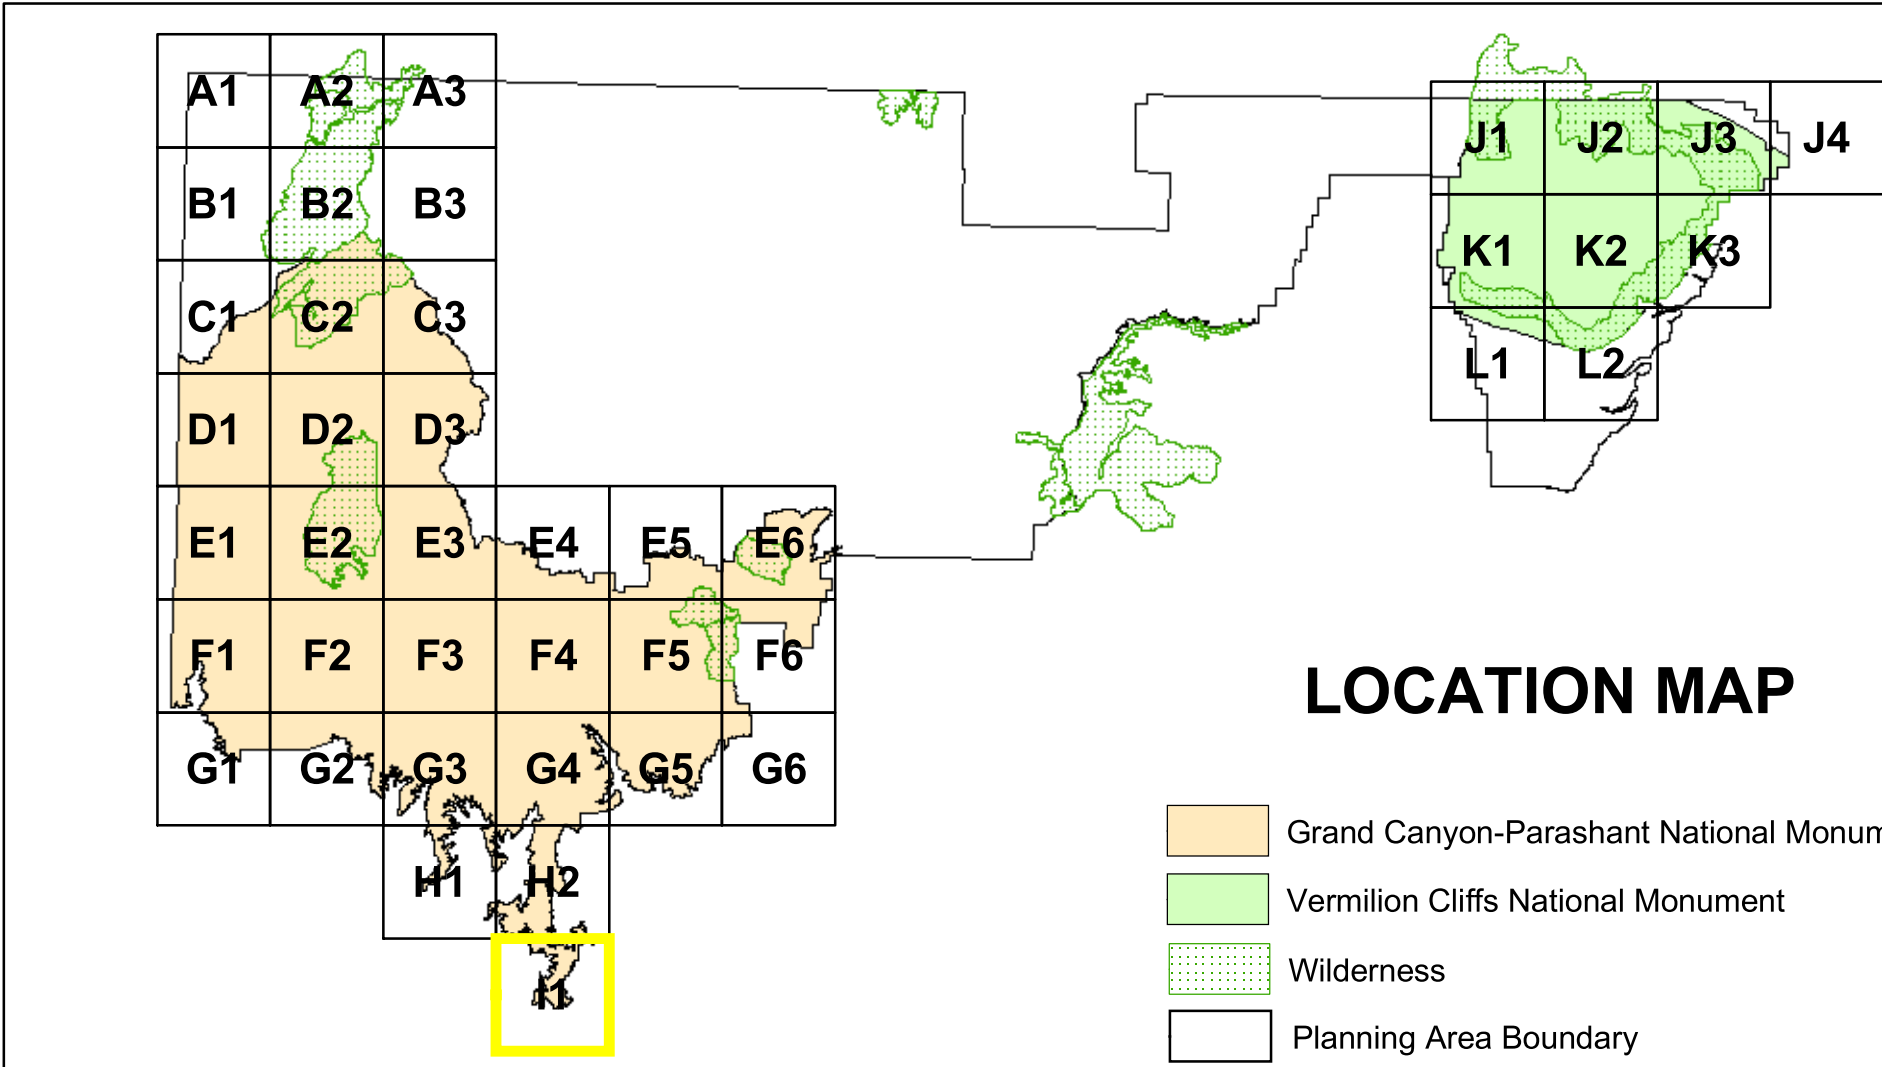 A1 A2 A3
J1 J2 J3 J4
B1 B2 B3
K1 K2 K3
C1 C2 C3
L1 L2
D1 D2 D3
E1 E2 E3 E4 E5 E6
F1 F2 F3 F4 F5 F6
LOCATION MAP
G1 G2 G3 G4 G5 G6
Grand Canyon-Parashant National Monum
H1 H2
Vermilion Cliffs National Monument
Wilderness
I1
Planning Area Boundary